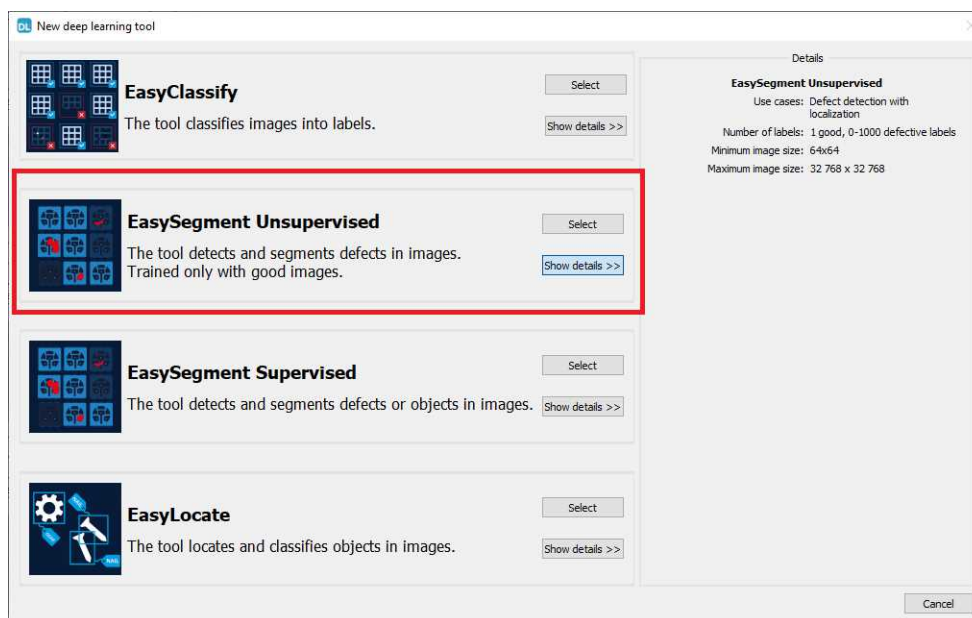 New deep learning tool
EasyClassify
The tool classifies images into labels.
Select
Show details >>
EasySegment Unsupervised
The tool detects and segments defects in images.
Trained only with good images.
Select
Show details >>
EasySegment Supervised
The tool detects and segments defects or objects in images.
Select
Show details >>
EasyLocate
The tool locates and classifies objects in images.
Select
Show details >>
Details
EasySegment Unsupervised
Use cases: Defect detection with
localization
Number of labels: 1 good, 0-1000 defective labels
Minimum image size: 64x64
Maximum image size: 32 768 x 32 768
Cancel